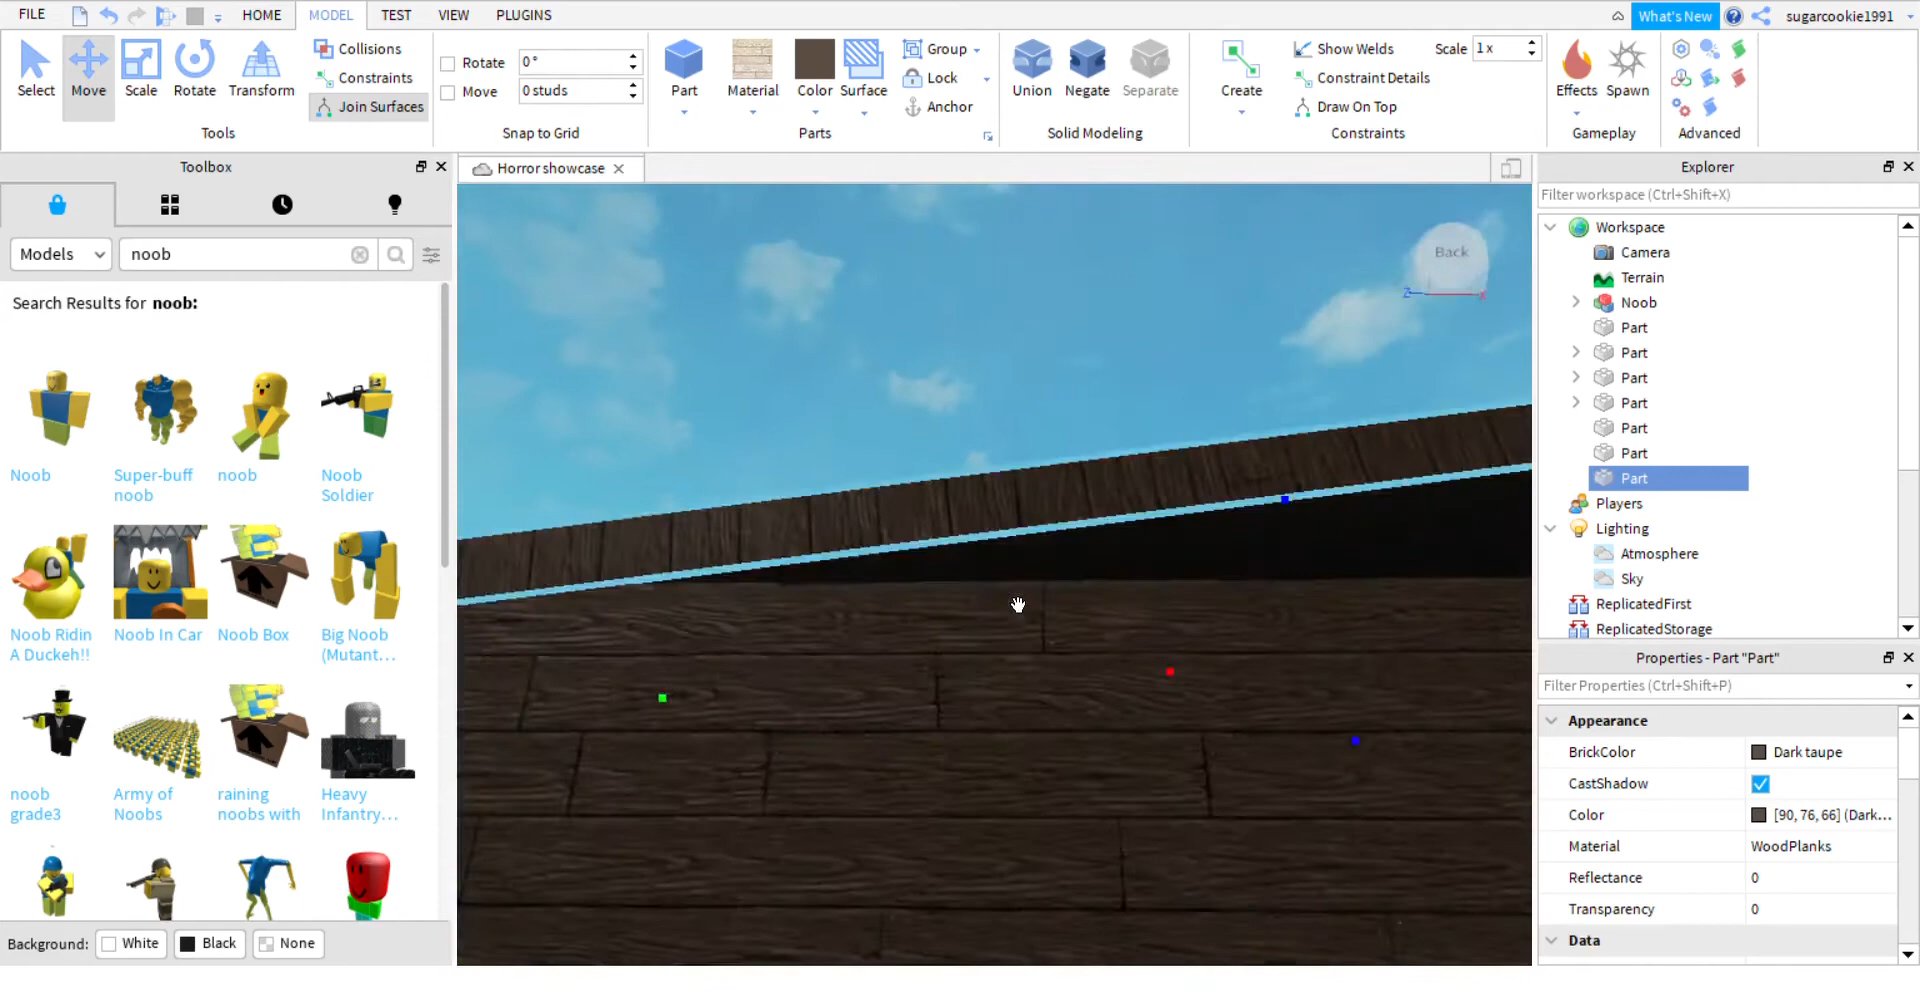 FILE HOME MODEL TEST VIEW PLUGINS What's New sugarcookie1991
Select Move Scale Rotate Transform
Collisions
Constraints
Join Surfaces
Tools
Rotate 0 °
Move 0 studs
Snap to Grid
Part Material Color Surface
Group
Lock
Anchor
Parts
Union Negate Separate
Solid Modeling
Create
Show Welds Scale 1 x
Constraint Details
Draw On Top
Constraints
Effects Spawn
Gameplay
Advanced
Toolbox
Models noob
Search Results for noob:
Noob
Super-buff
noob
noob
Noob
Soldier
Noob Ridin
A Duckeh!!
Noob In Car
Noob Box
Big Noob
(Mutant...
noob
grade3
Army of
Noobs
raining
noobs with
Heavy
Infantry...
Background: White Black None
Horror showcase
Back
Z X
Explorer
Filter workspace (Ctrl+Shift+X)
Workspace
Camera
Terrain
Noob
Part
Part
Part
Part
Part
Part
Part
Players
Lighting
Atmosphere
Sky
ReplicatedFirst
ReplicatedStorage
Properties - Part "Part"
Filter Properties (Ctrl+Shift+P)
Appearance
BrickColor Dark taupe
CastShadow
Color [90, 76, 66] (Dark...
Material WoodPlanks
Reflectance 0
Transparency 0
Data